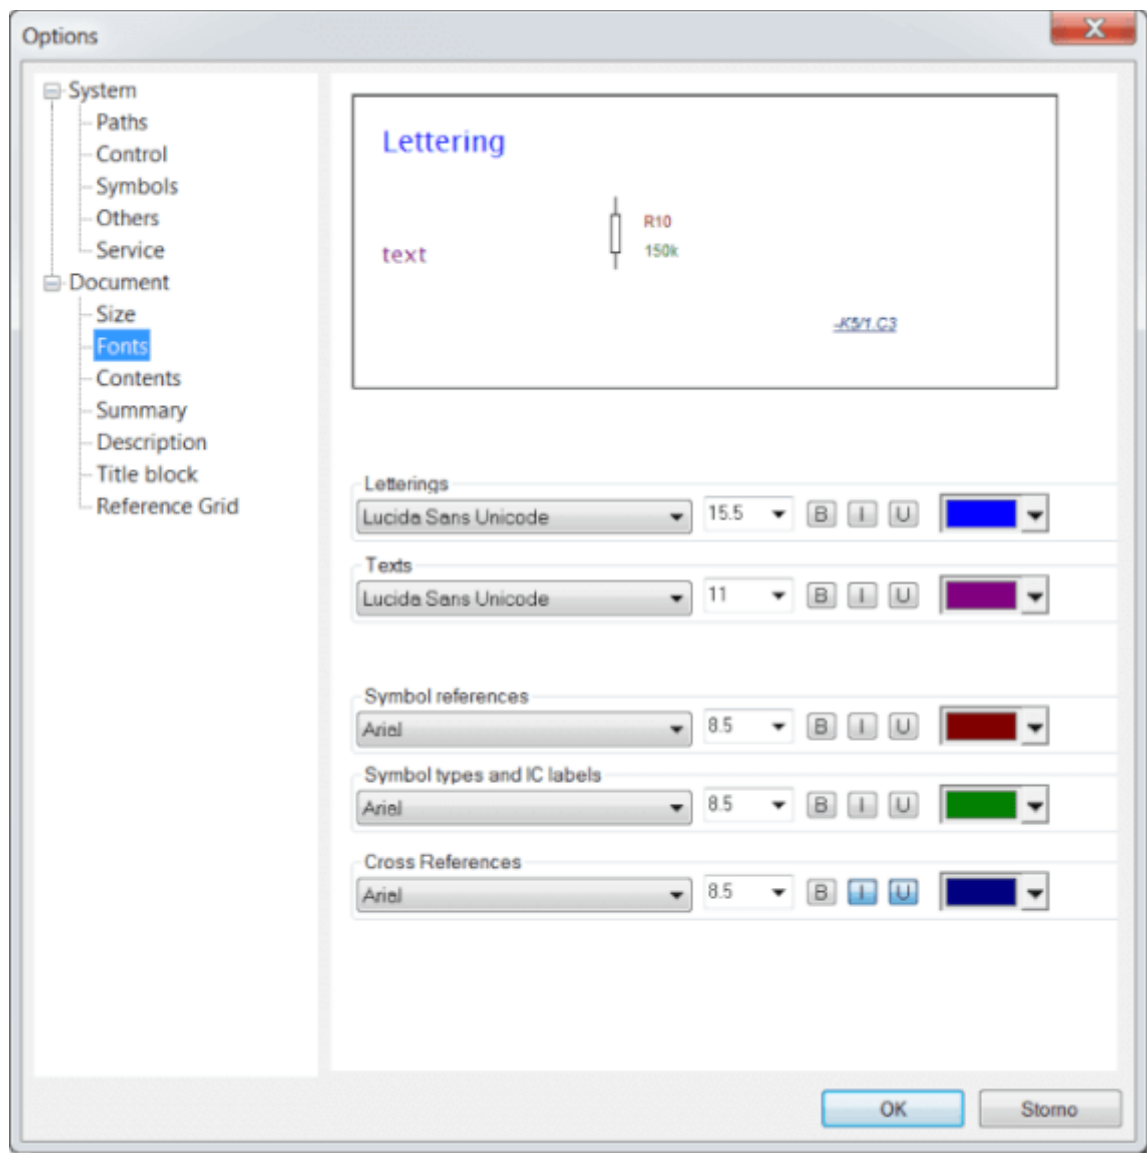 Options
X
System
Paths
Control
Symbols
Others
Service
Document
Size
Fonts
Contents
Summary
Description
Title block
Reference Grid
Lettering
R10
text
150k
-K5/1.C3
Letterings
Lucida Sans Unicode 15.5 B I U
Texts
Lucida Sans Unicode 11 B I U
Symbol references
Arial 8.5 B I U
Symbol types and IC labels
Arial 8.5 B I U
Cross References
Arial 8.5 B I U
OK Storno